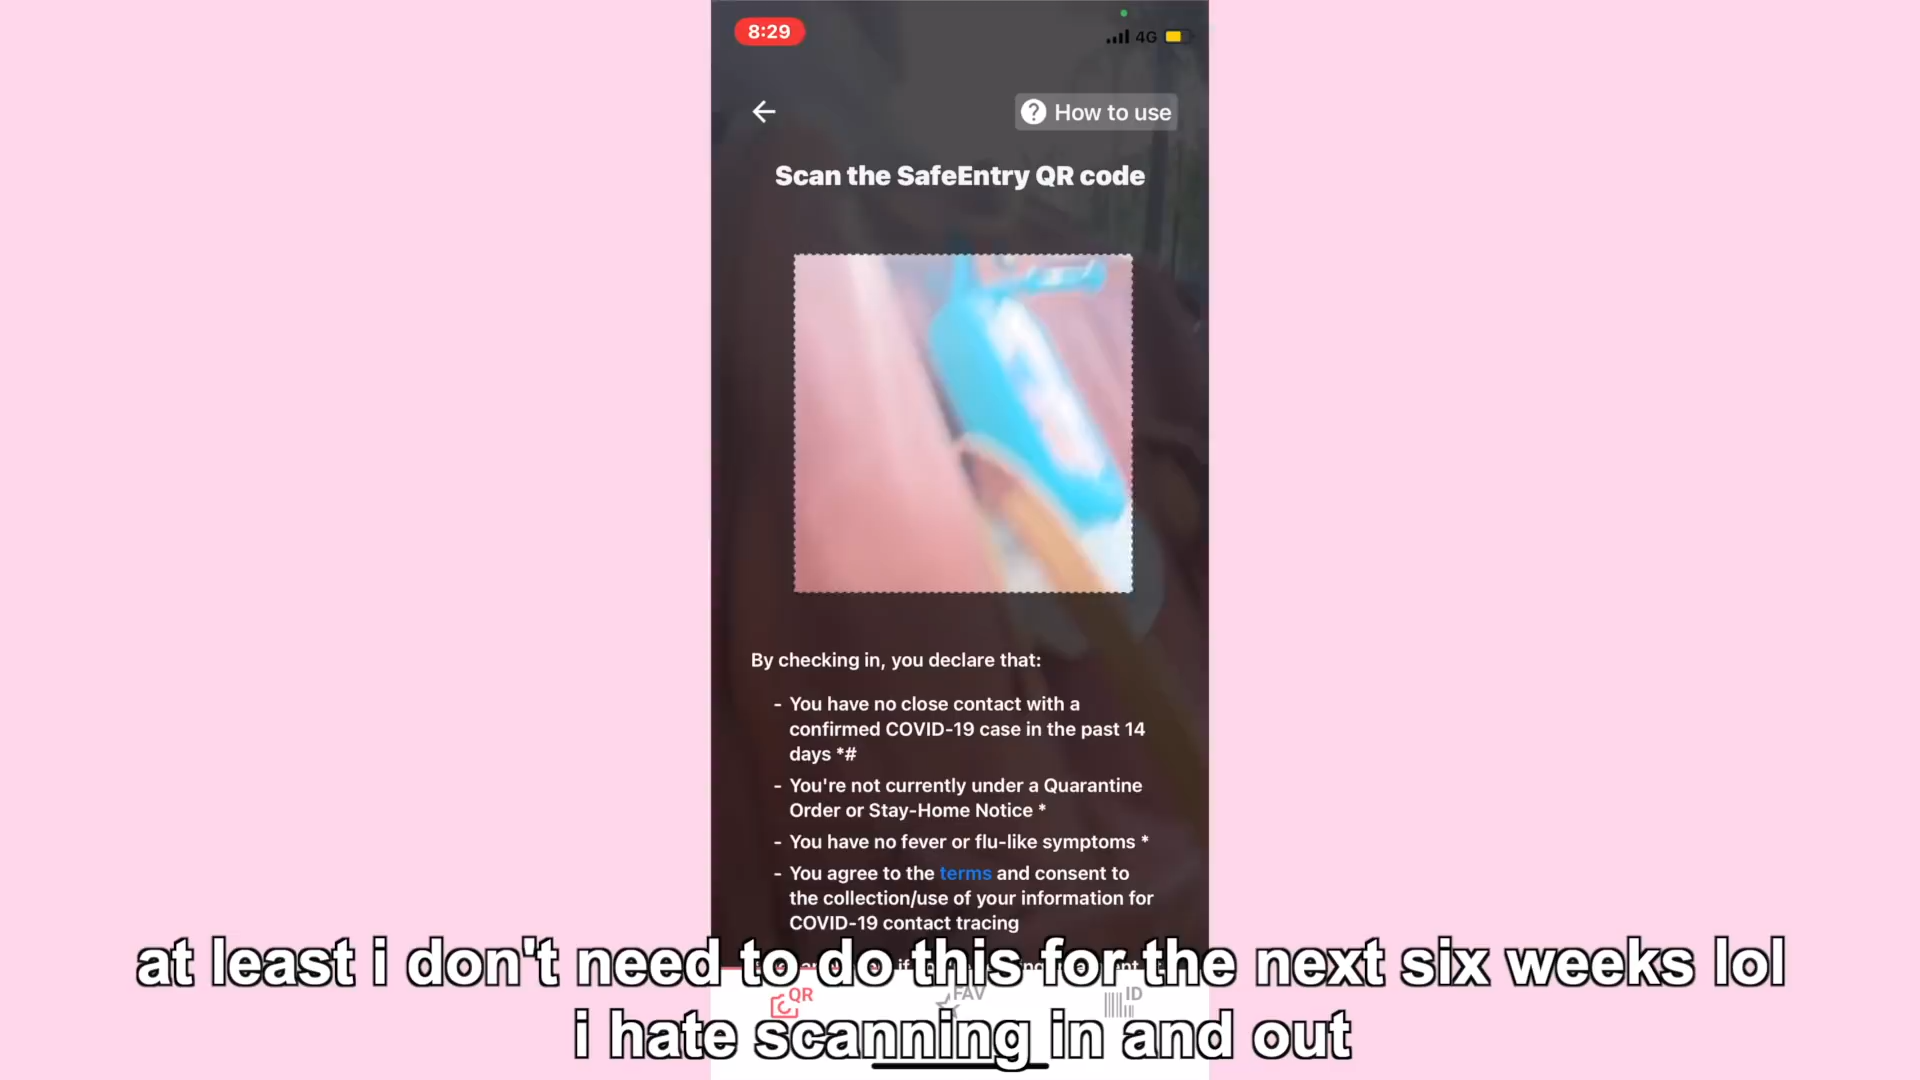 8:29
4G
How to use
Scan the SafeEntry QR code
By checking in, you declare that:
- You have no close contact with a
confirmed COVID-19 case in the past 14
days *#
- You're not currently under a Quarantine
Order or Stay-Home Notice *
- You have no fever or flu-like symptoms *
- You agree to the terms and consent to
the collection/use of your information for
COVID-19 contact tracing
at least i don't need to do this for the next six weeks lol
QR
FAV
ID
i hate scanning in and out